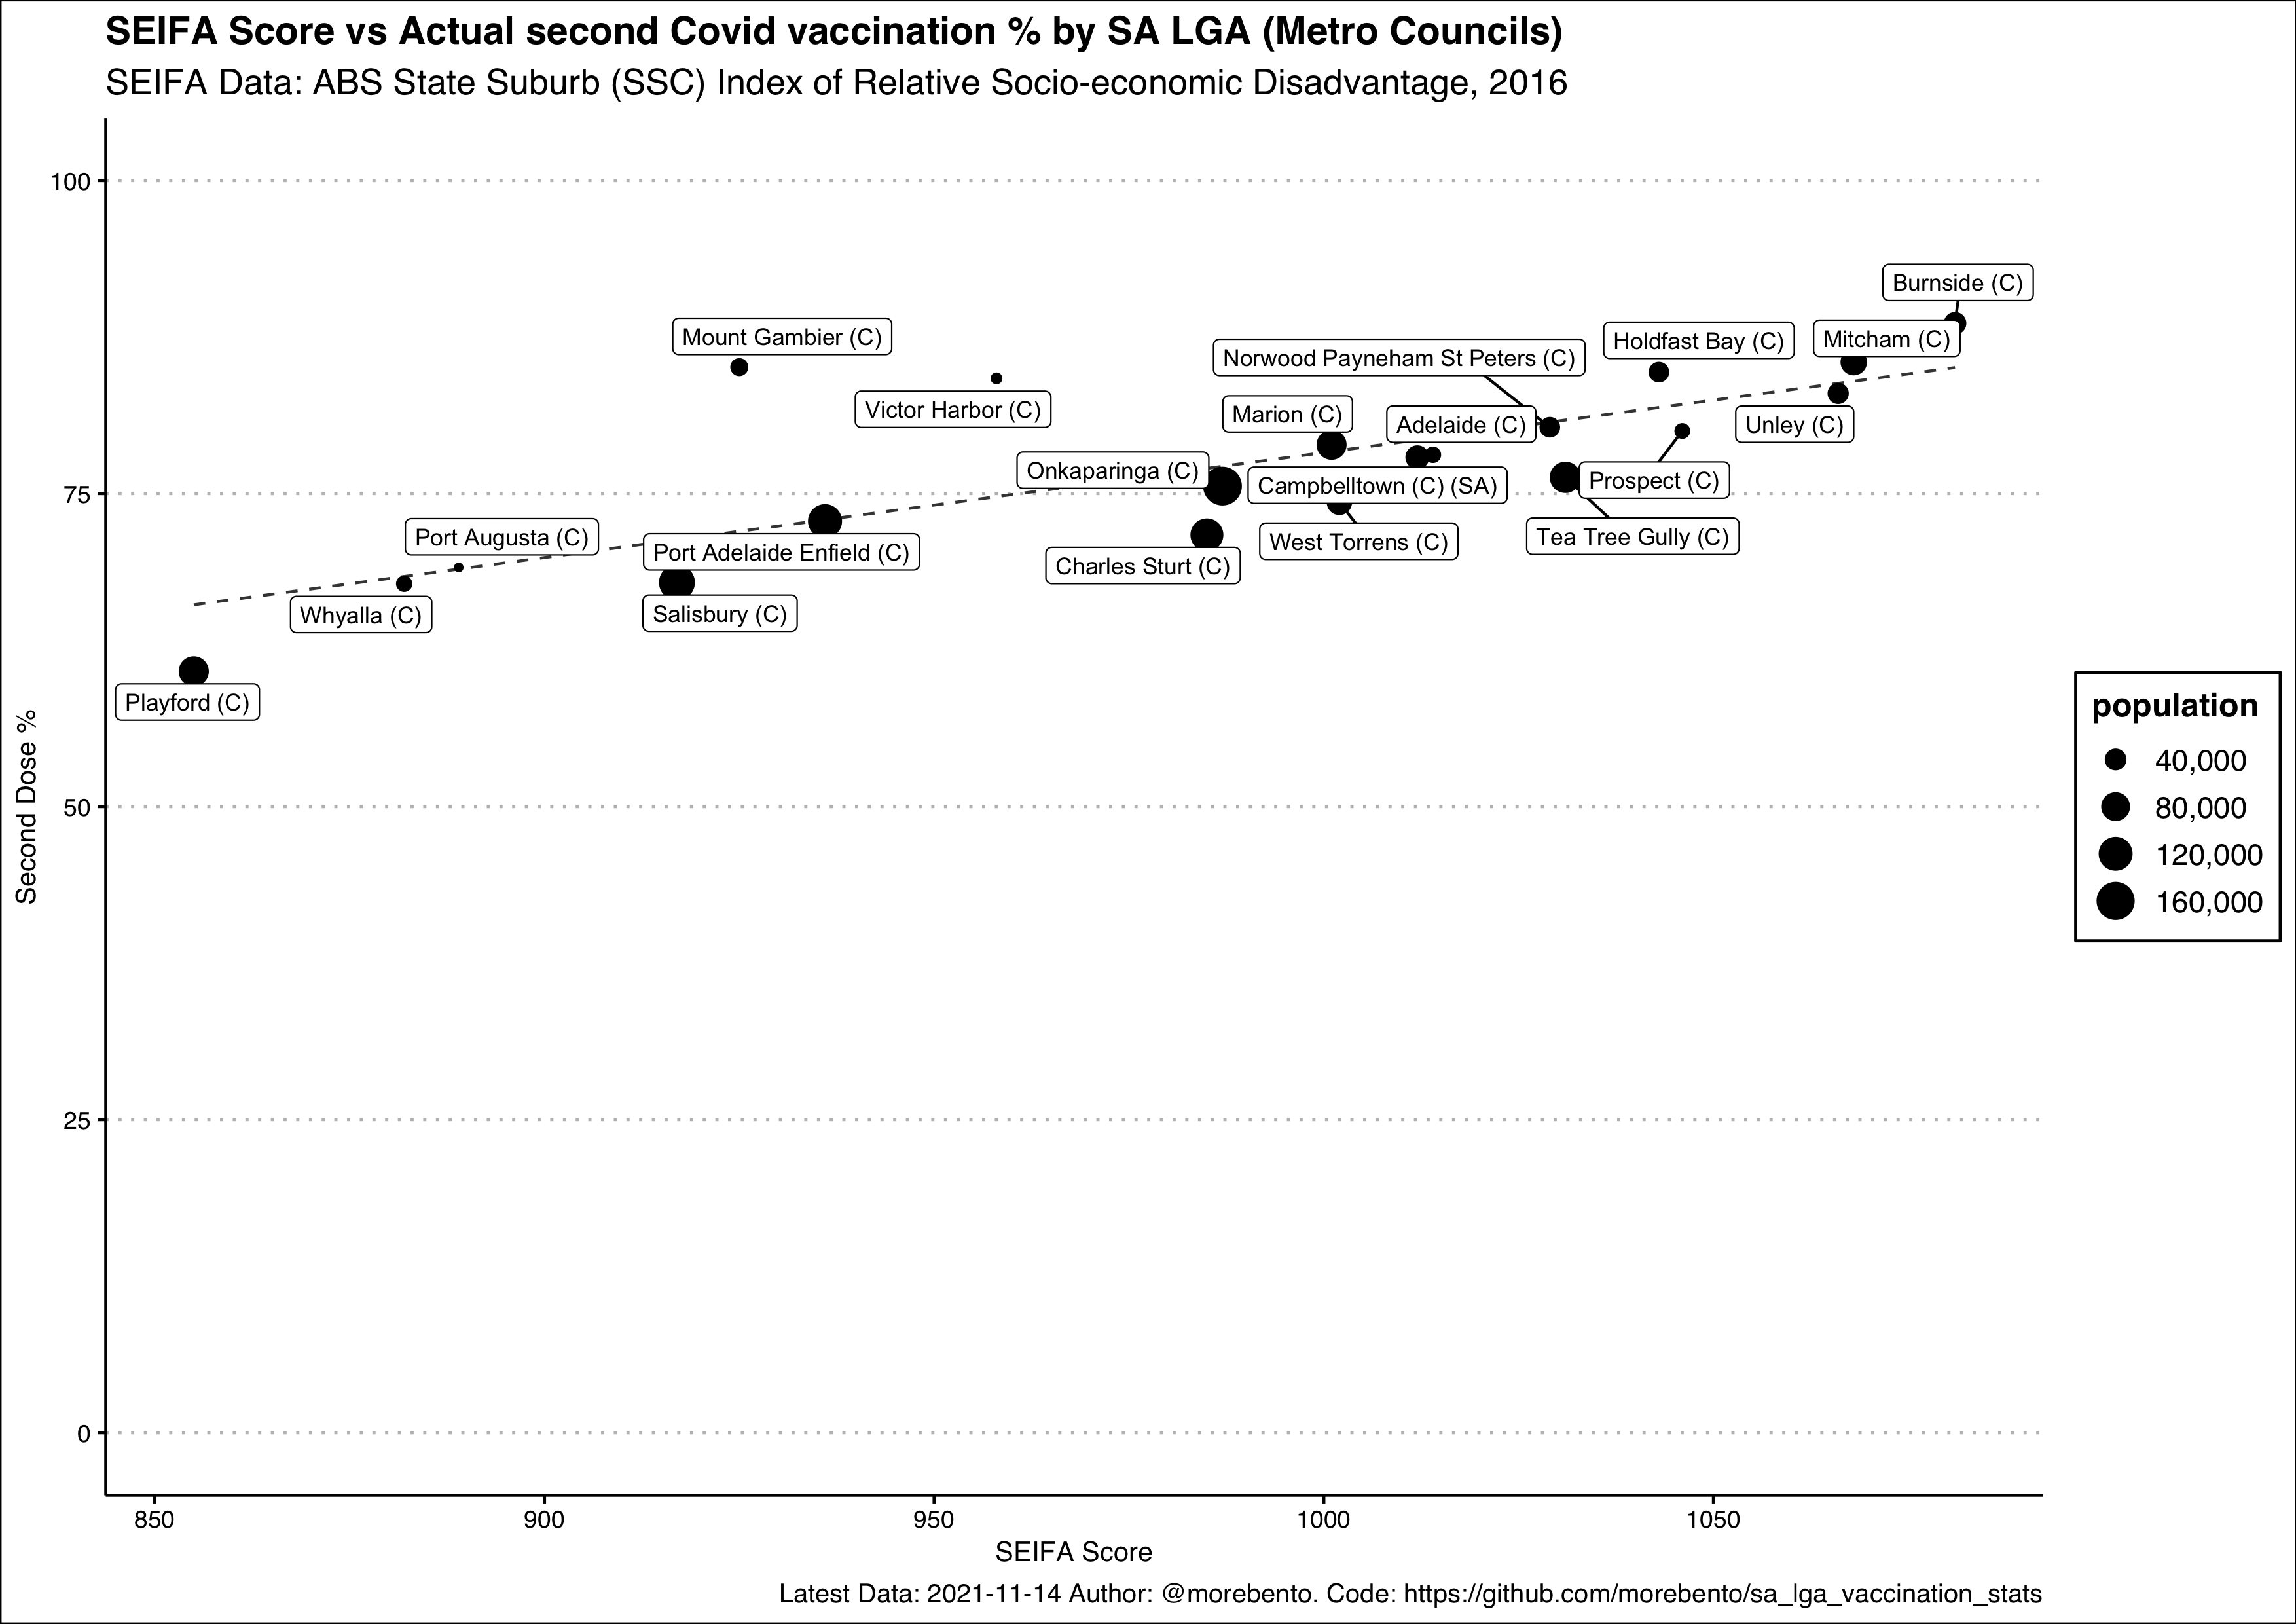 SEIFA Score vs Actual second Covid vaccination % by SA LGA (Metro Councils)
SEIFA Data: ABS State Suburb (SSC) Index of Relative Socio-economic Disadvantage, 2016
100
75
50
25
0
Second Dose %
Burnside (C)
Mount Gambier (C)
Holdfast Bay (C)
Mitcham (C)
Norwood Payneham St Peters (C)
Victor Harbor (C)
Marion (C)
Adelaide (C)
Unley (C)
Onkaparinga (C)
Campbelltown (C) (SA)
Prospect (C)
Port Augusta (C)
Port Adelaide Enfield (C)
West Torrens (C)
Tea Tree Gully (C)
Charles Sturt (C)
Whyalla (C)
Salisbury (C)
Playford (C)
population
40,000
80,000
120,000
160,000
850 900 950 1000 1050
SEIFA Score
Latest Data: 2021-11-14 Author: @morebento. Code: https://github.com/morebento/sa_lga_vaccination_stats